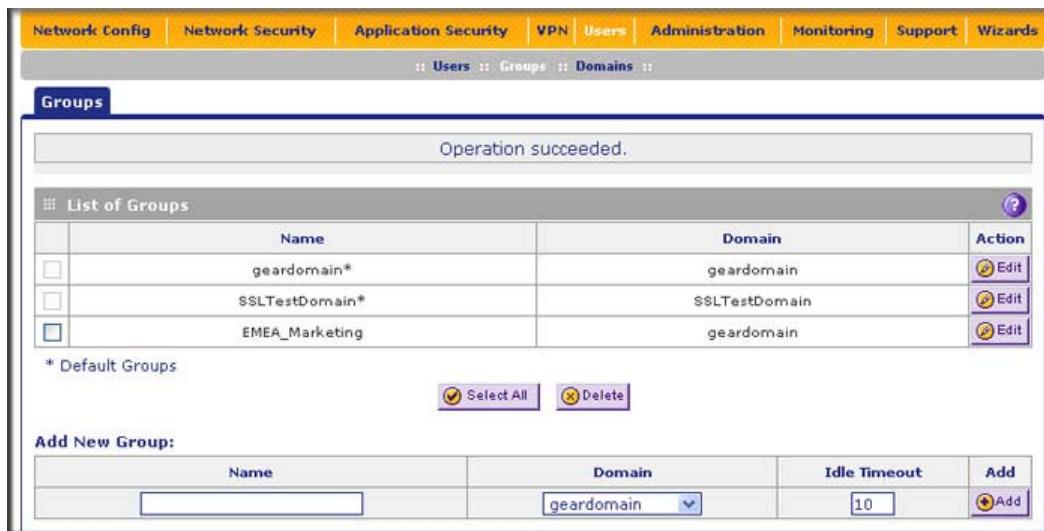 Network Config Network Security Application Security VPN Users Administration Monitoring Support Wizards
:: Users :: Groups :: Domains ::
Groups
Operation succeeded.
List of Groups ?
Name Domain Action
geardomain* geardomain Edit
SSLTestDomain* SSLTestDomain Edit
EMEA_Marketing geardomain Edit
* Default Groups
Select All Delete
Add New Group:
Name Domain Idle Timeout Add
geardomain 10 Add